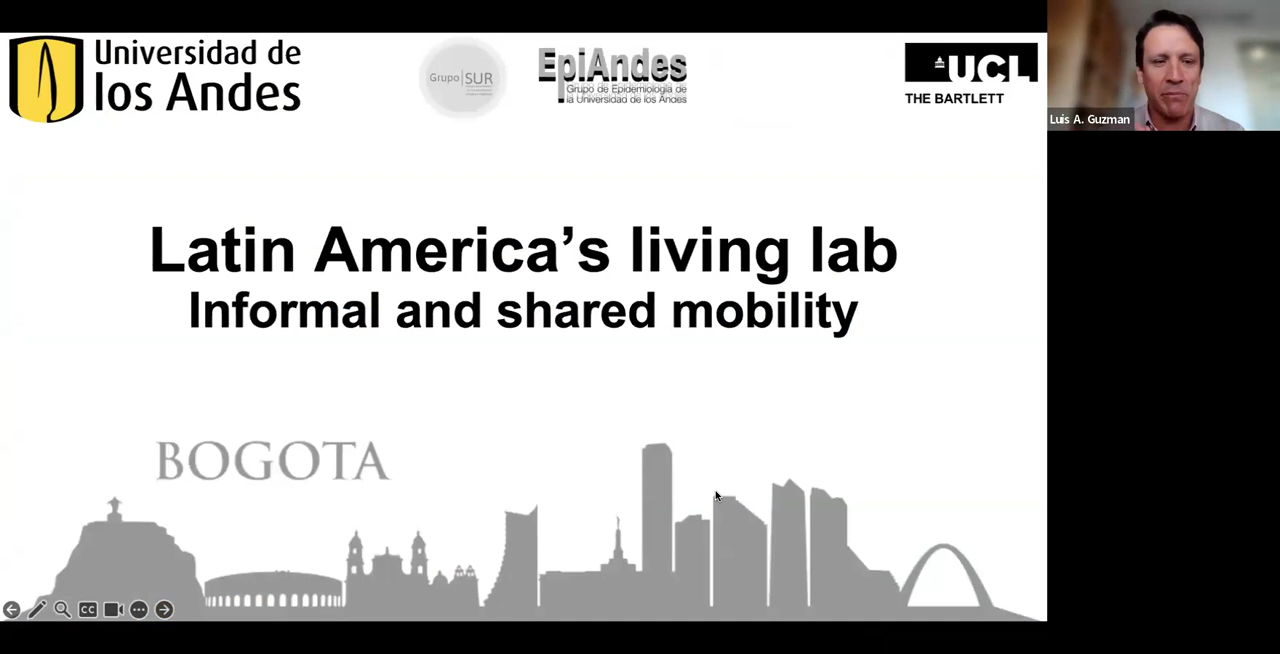 Universidad de
los Andes
Grupo SUR
EpiAndes
Grupo de Epidemiología de
la Universidad de los Andes
UCL
THE BARTLETT
Luis A. Guzman
Latin America’s living lab
Informal and shared mobility
BOGOTA
CC